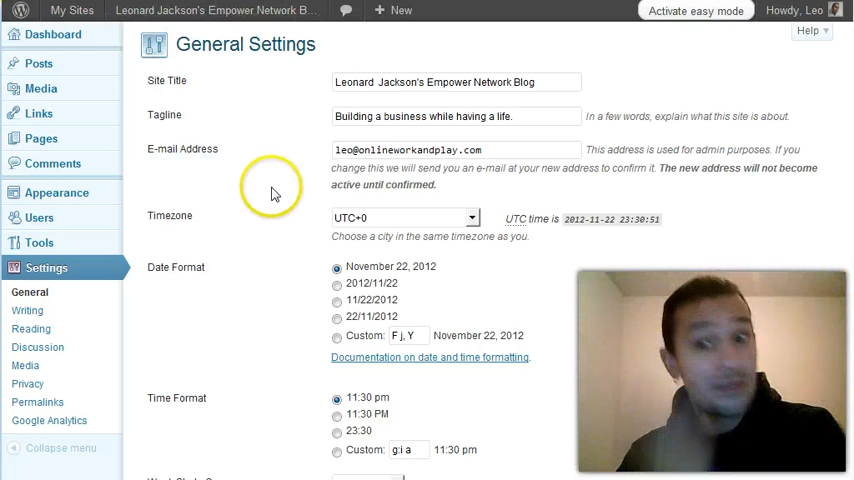 My Sites Leonard Jackson's Empower Network B... + New Activate easy mode Howdy, Leo
Help
Dashboard
Posts
Media
Links
Pages
Comments
Appearance
Users
Tools
Settings
General
Writing
Reading
Discussion
Media
Privacy
Permalinks
Google Analytics
Collapse menu
General Settings
Site Title Leonard Jackson's Empower Network Blog
Tagline Building a business while having a life. In a few words, explain what this site is about.
E-mail Address leo@onlineworkandplay.com This address is used for admin purposes. If you
change this we will send you an e-mail at your new address to confirm it. The new address will not become
active until confirmed.
Timezone UTC+0 UTC time is 2012-11-22 23:30:51
Choose a city in the same timezone as you.
Date Format November 22, 2012
2012/11/22
11/22/2012
22/11/2012
Custom: F j, Y November 22, 2012
Documentation on date and time formatting.
Time Format 11:30 pm
11:30 PM
23:30
Custom: g:i a 11:30 pm